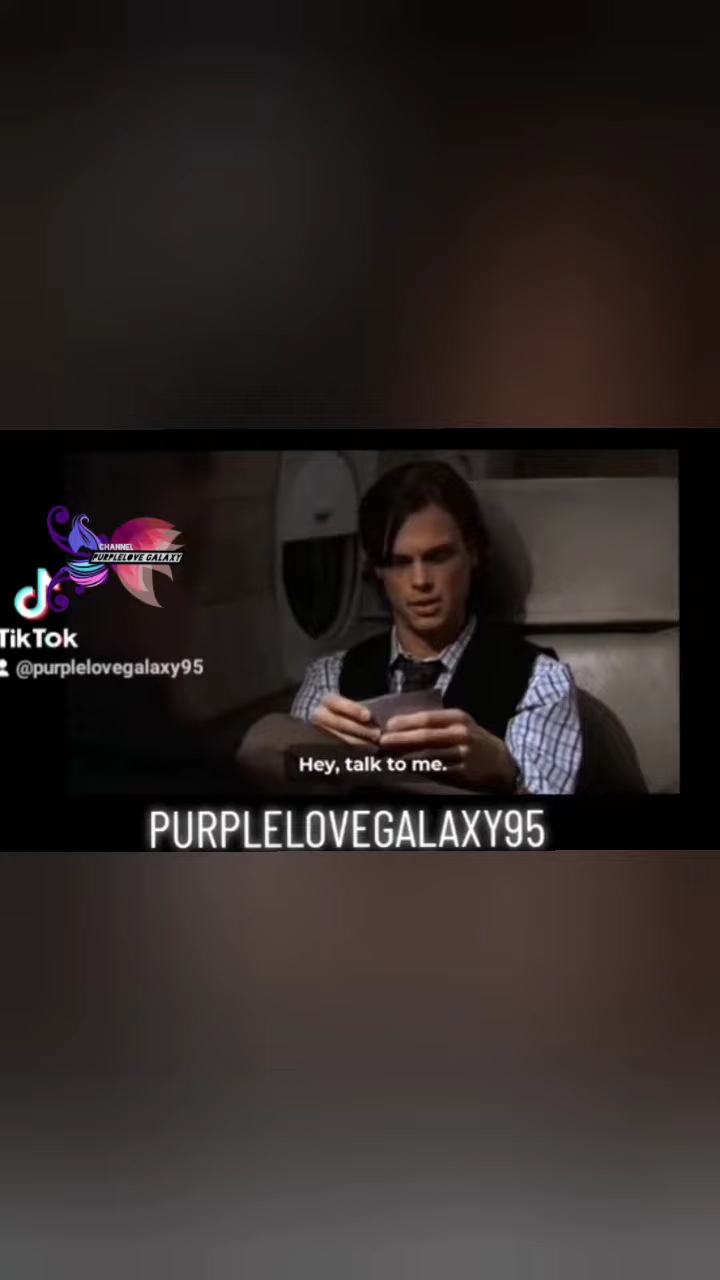 CHANNEL
PURPLELOVE GALAXY
TikTok
@purplelovegalaxy95
Hey, talk to me.
PURPLELOVEGALAXY95